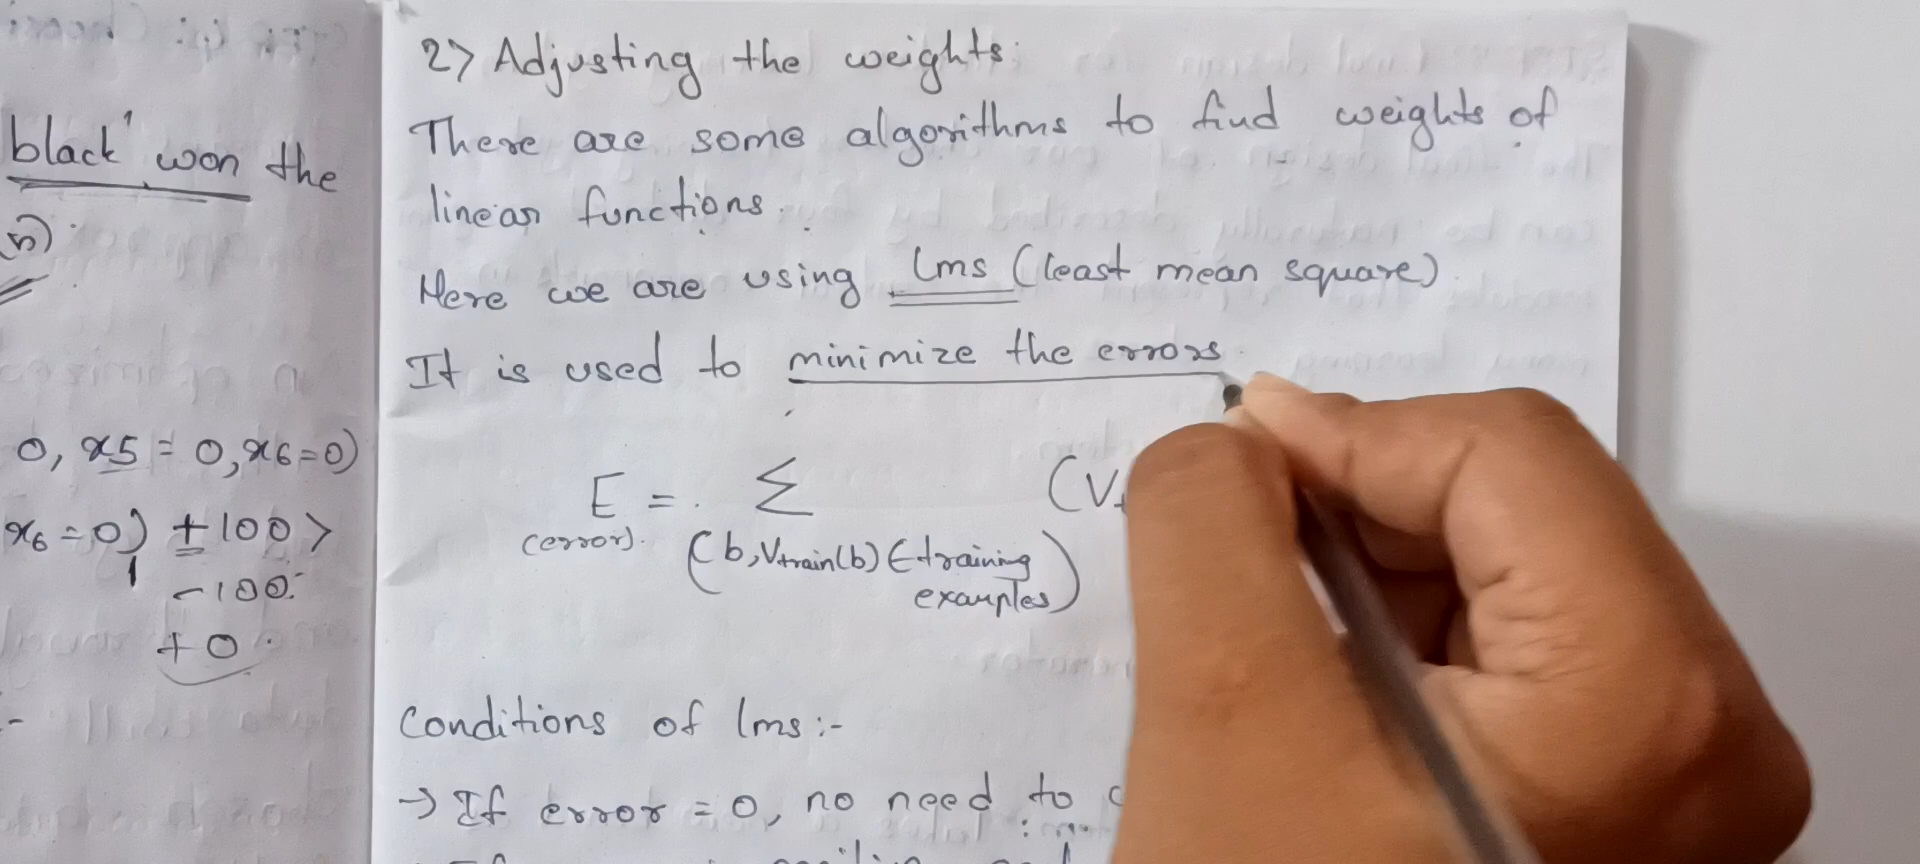 black' won the
0, x5 = 0, x6=0)
x6=0) +100>
-100.
+0.
2> Adjusting the weights:
There are some algorithms to find weights of
linear functions.
Here we are using lms (least mean square).
It is used to minimize the errors.
E = Σ (V
(error). (b, Vtrain(b) ∈ training
examples)
Conditions of lms:-
→ If error = 0, no need to